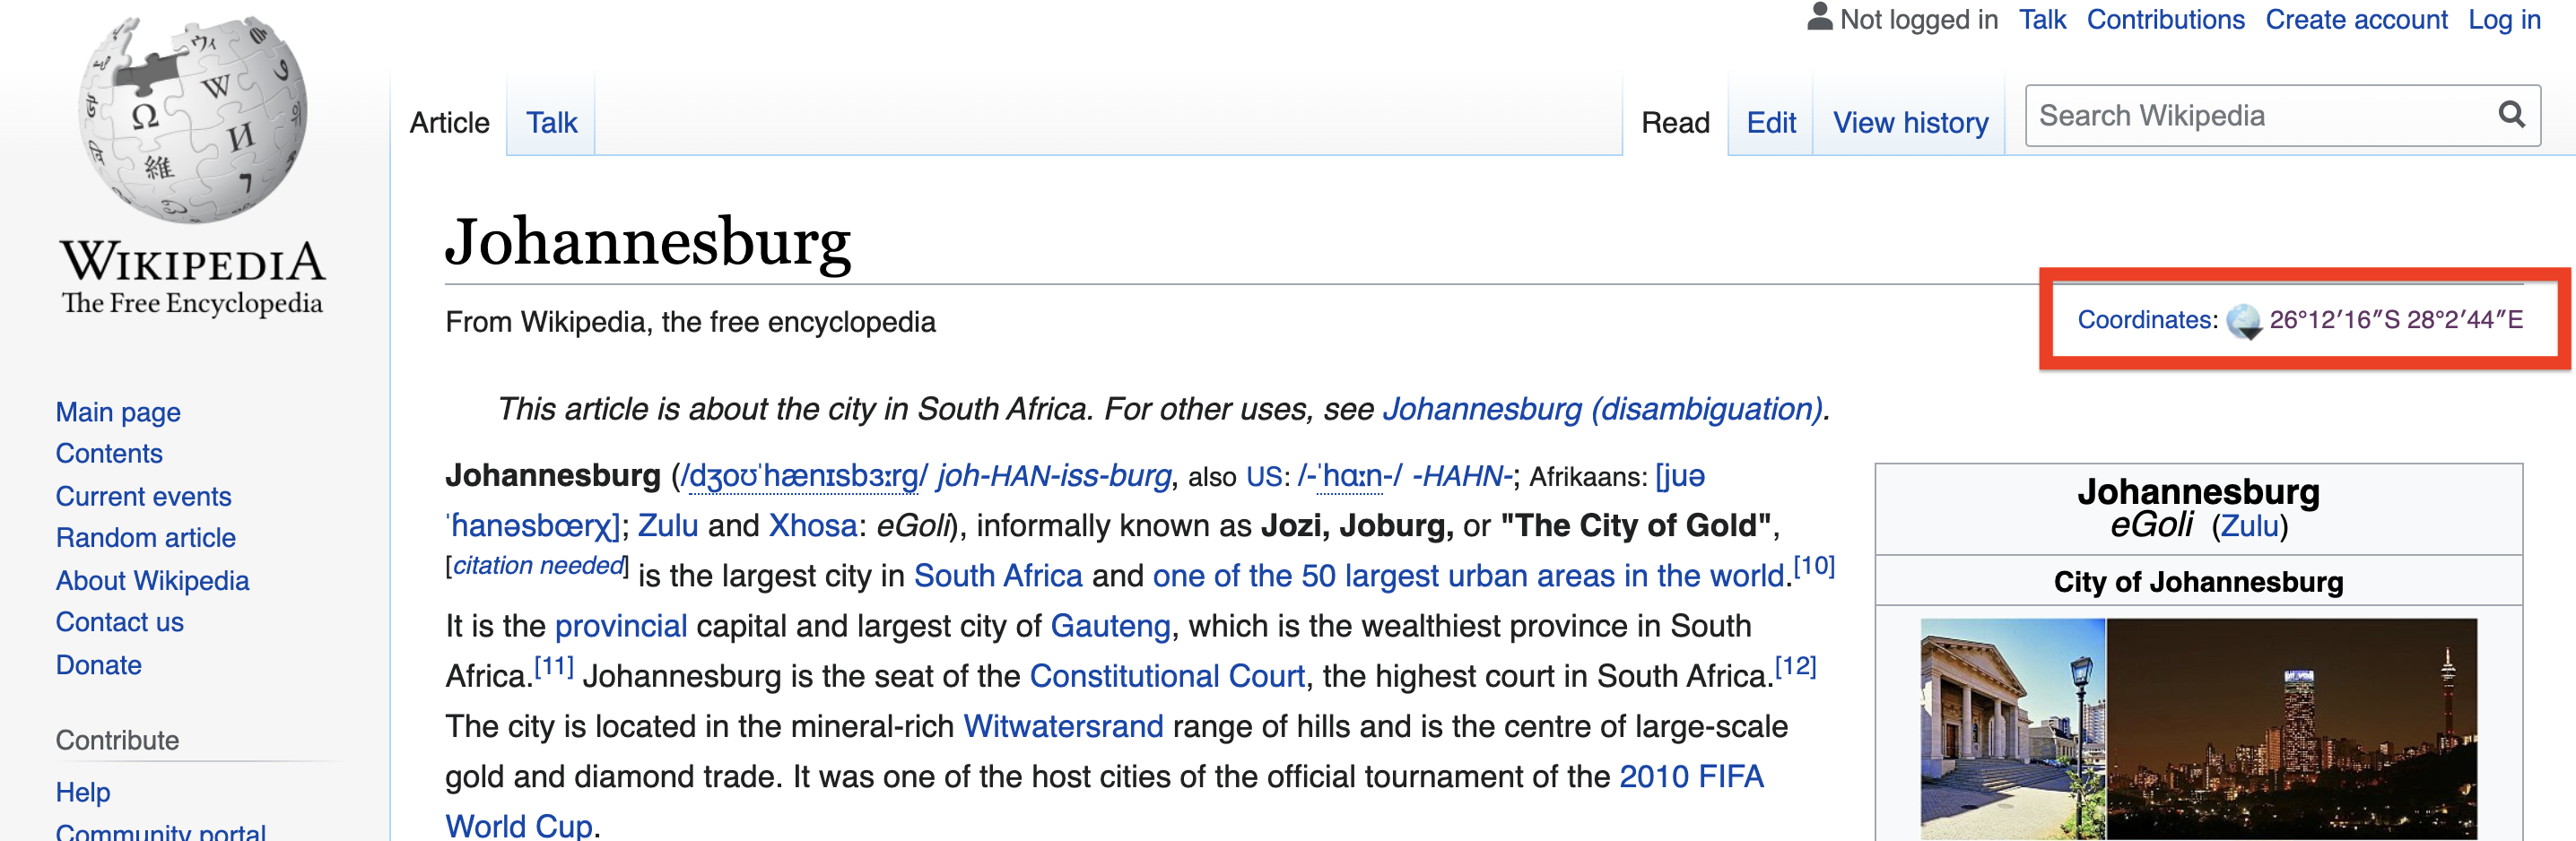 Not logged in Talk Contributions Create account Log in
Article Talk Read Edit View history Search Wikipedia
Ω W И 維 ウィ 7
WIKIPEDIA
The Free Encyclopedia
Main page
Contents
Current events
Random article
About Wikipedia
Contact us
Donate
Contribute
Help
Community portal
Johannesburg
From Wikipedia, the free encyclopedia
Coordinates: 26°12′16″S 28°2′44″E
This article is about the city in South Africa. For other uses, see Johannesburg (disambiguation).
Johannesburg (/dʒoʊˈhænɪsbɜːrɡ/ joh-HAN-iss-burg, also US: /-ˈhɑːn-/ -HAHN-; Afrikaans: [juə
ˈɦanəsbœrχ]; Zulu and Xhosa: eGoli), informally known as Jozi, Joburg, or "The City of Gold",
[citation needed] is the largest city in South Africa and one of the 50 largest urban areas in the world.[10]
It is the provincial capital and largest city of Gauteng, which is the wealthiest province in South
Africa.[11] Johannesburg is the seat of the Constitutional Court, the highest court in South Africa.[12]
The city is located in the mineral-rich Witwatersrand range of hills and is the centre of large-scale
gold and diamond trade. It was one of the host cities of the official tournament of the 2010 FIFA
World Cup.
Johannesburg
eGoli (Zulu)
City of Johannesburg